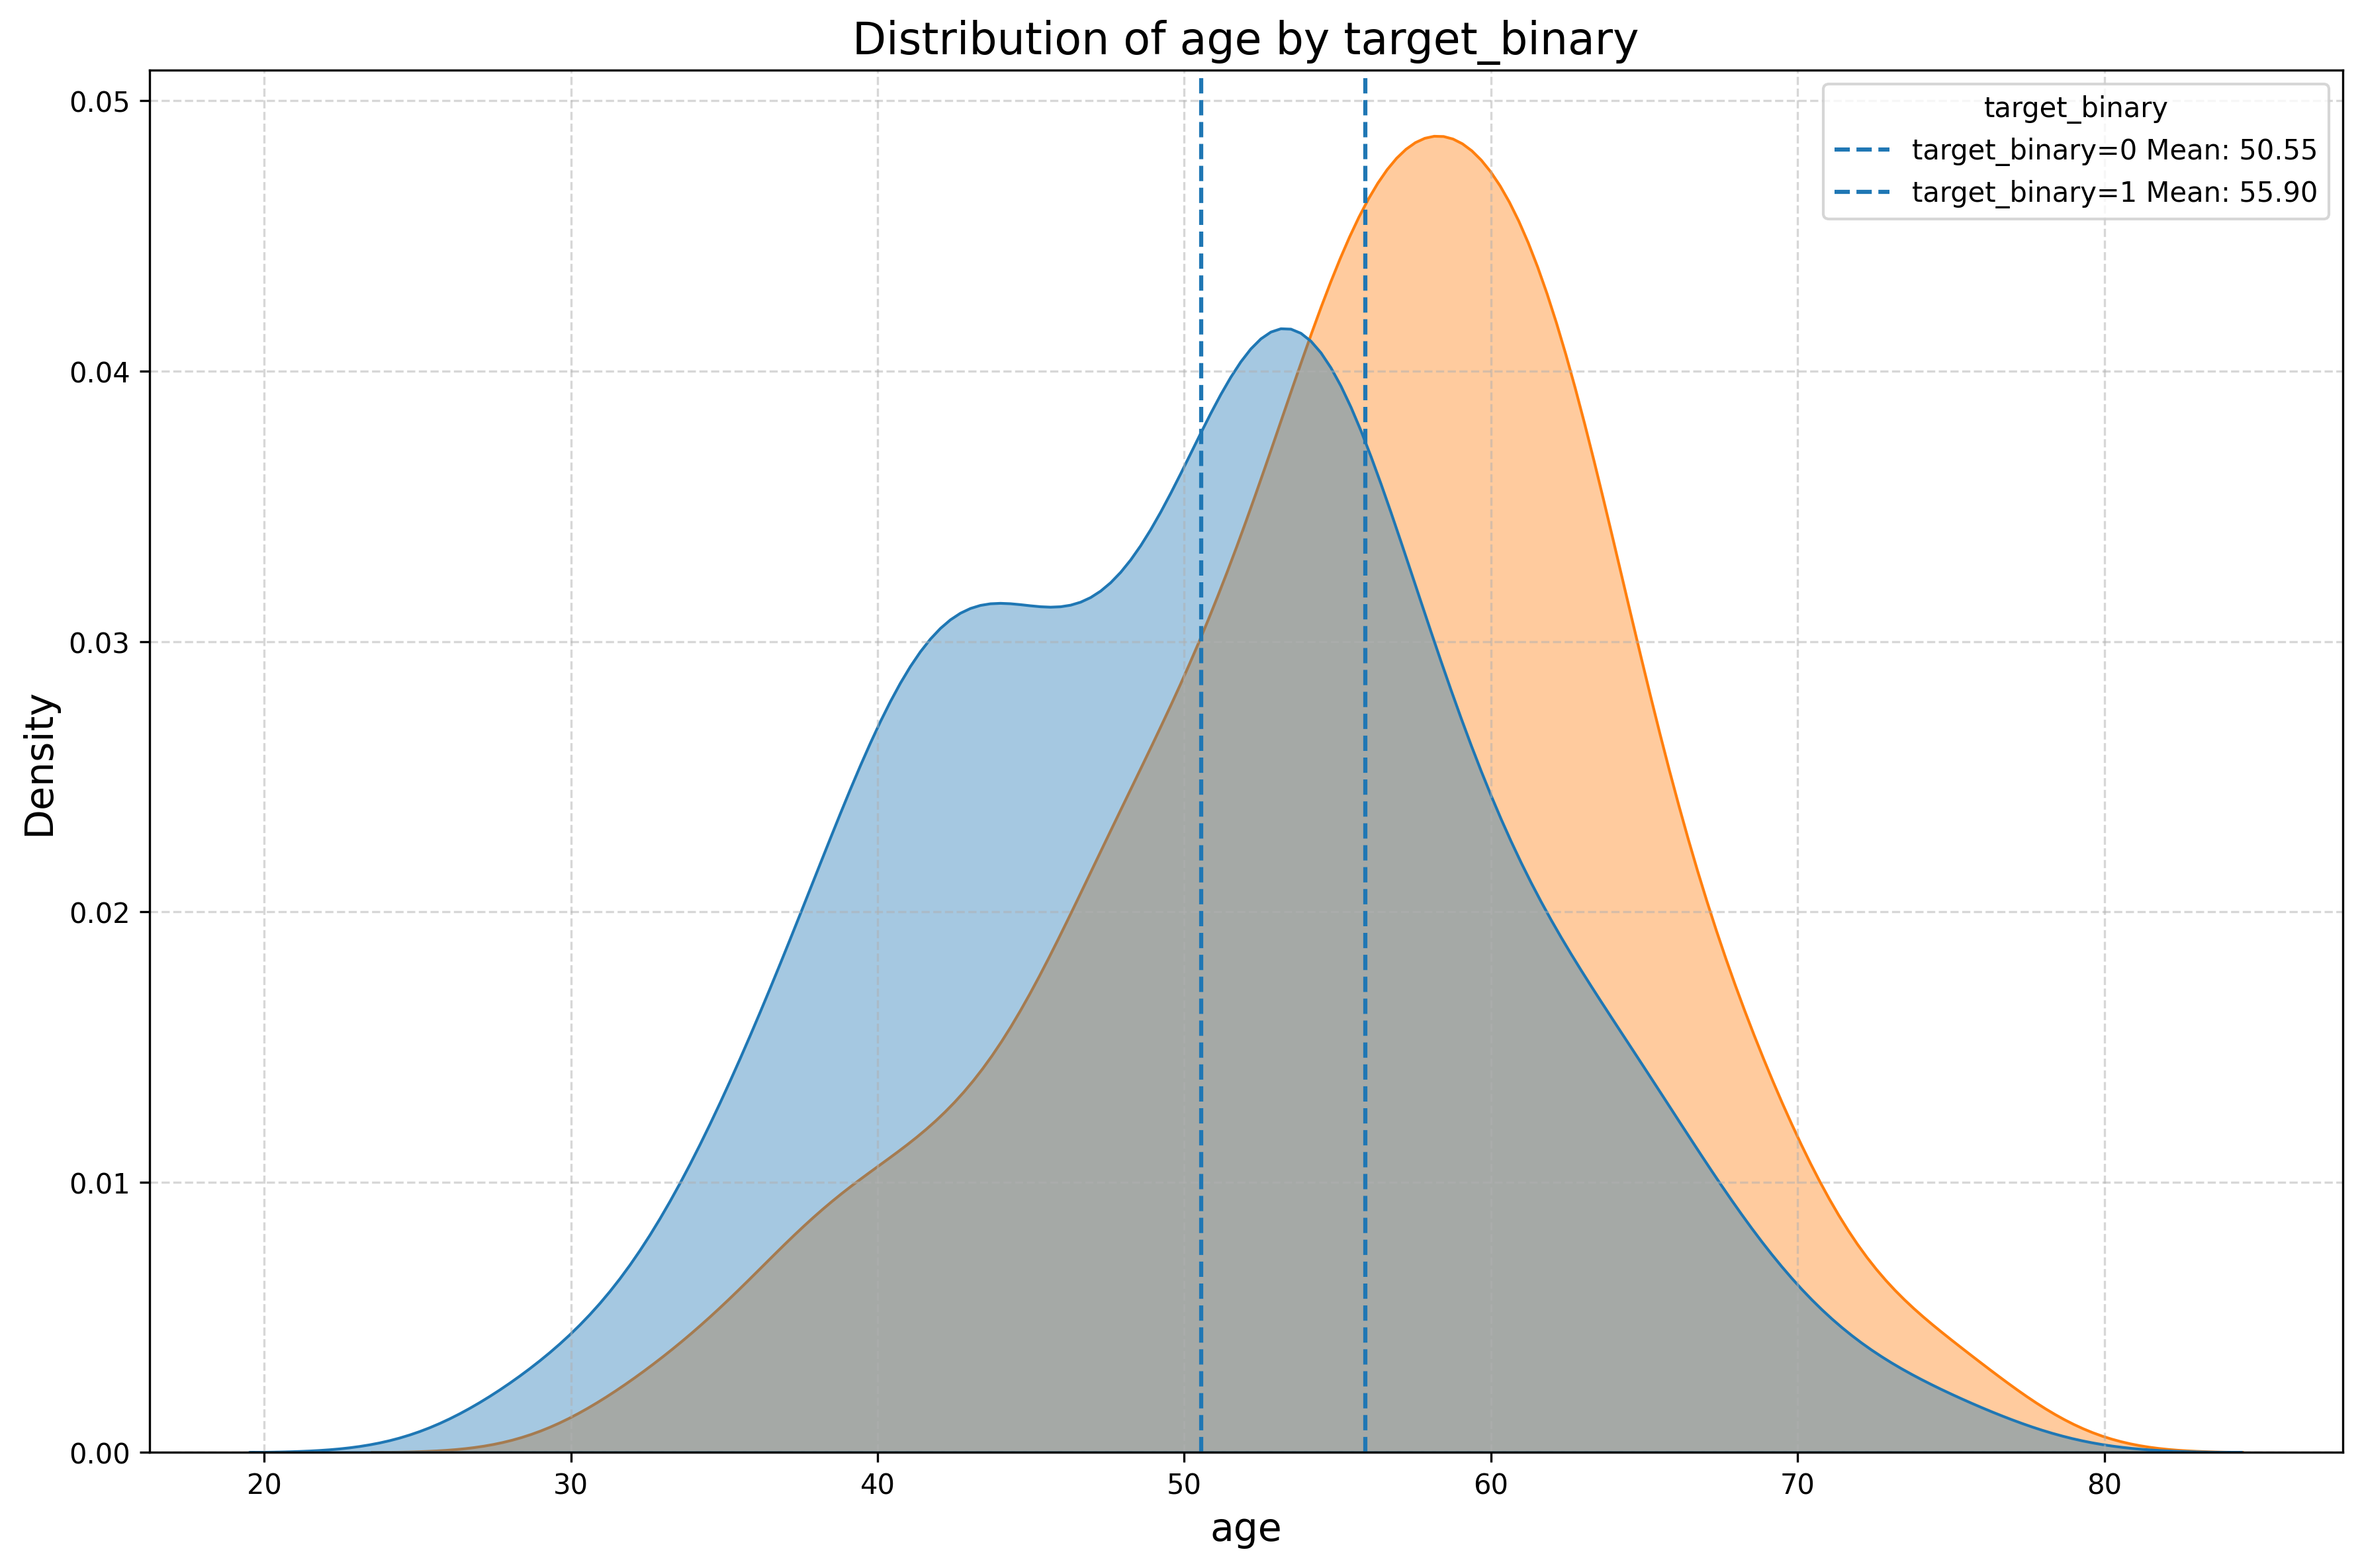 Distribution of age by target_binary
target_binary
target_binary=0 Mean: 50.55
target_binary=1 Mean: 55.90
0.05
0.04
0.03
0.02
0.01
0.00
Density
20 30 40 50 60 70 80
age